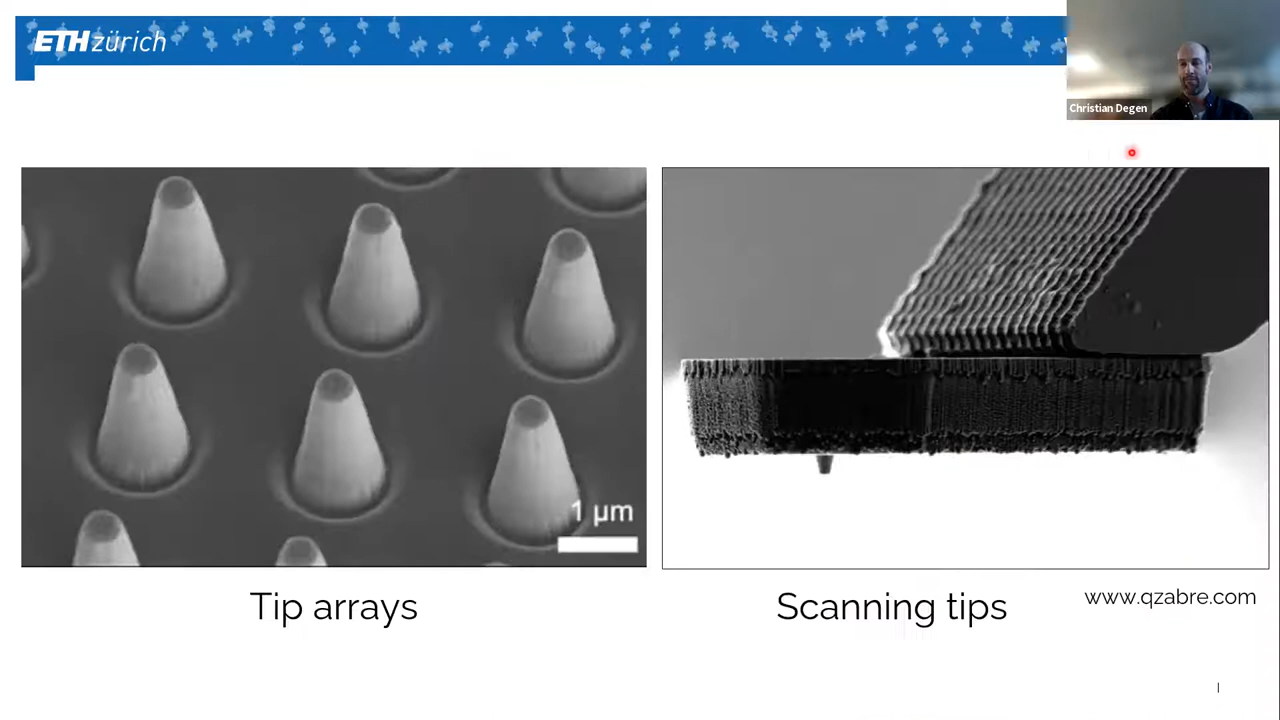 ETH zürich
Christian Degen
1 µm
Tip arrays
Scanning tips
www.qzabre.com